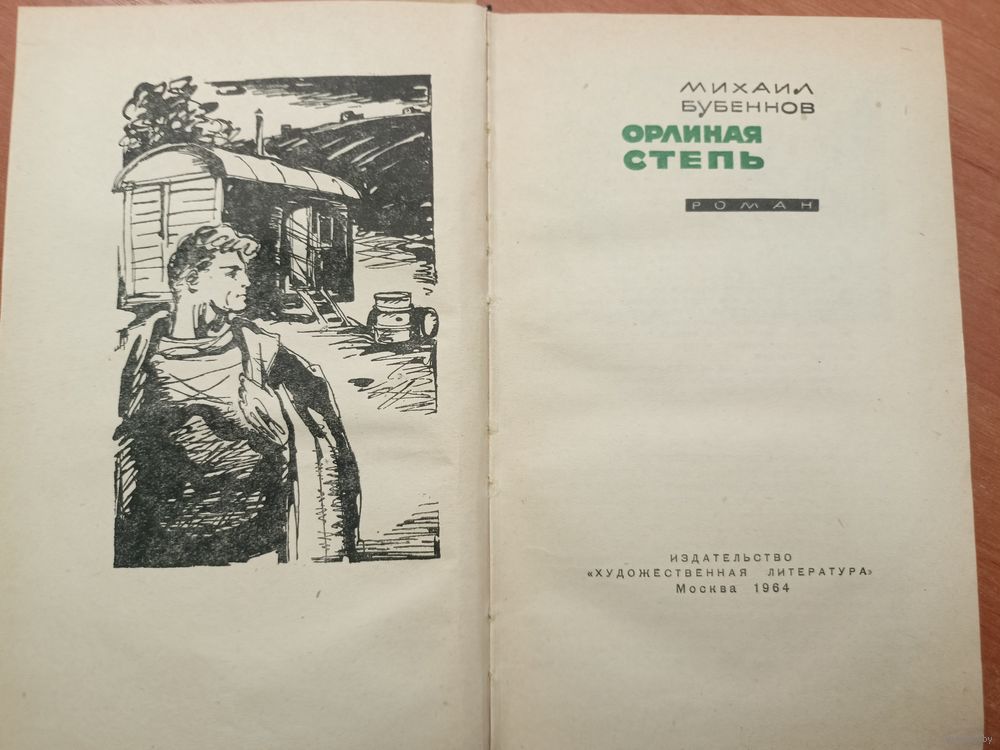 МИХАИЛ
БУБЕННОВ
ОРЛИНАЯ
СТЕПЬ
РОМАН
ИЗДАТЕЛЬСТВО
«ХУДОЖЕСТВЕННАЯ ЛИТЕРАТУРА»
Москва 1964